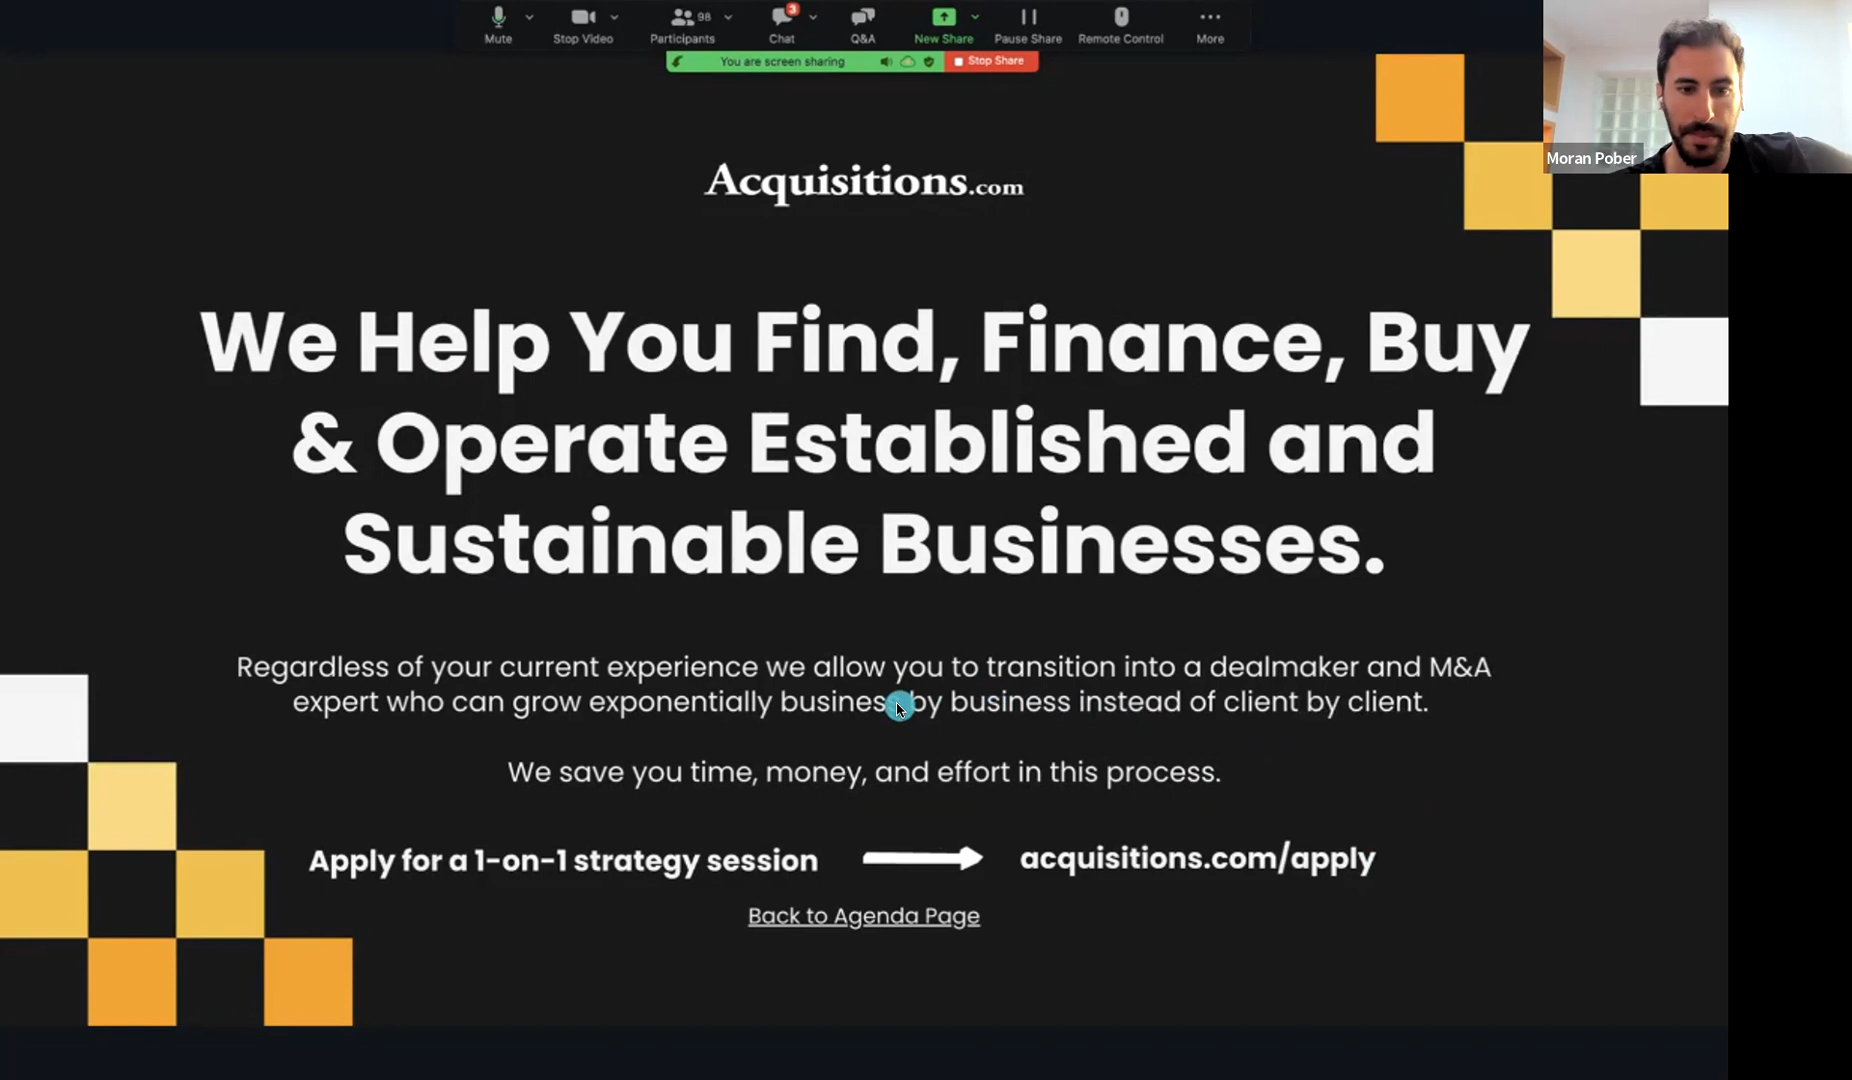 98
3
Mute
Stop Video
Participants
Chat
Q&A
New Share
Pause Share
Remote Control
More
You are screen sharing
Stop Share
Moran Pober
Acquisitions.com
We Help You Find, Finance, Buy
& Operate Established and
Sustainable Businesses.
Regardless of your current experience we allow you to transition into a dealmaker and M&A
expert who can grow exponentially business by business instead of client by client.
We save you time, money, and effort in this process.
Apply for a 1-on-1 strategy session
acquisitions.com/apply
Back to Agenda Page